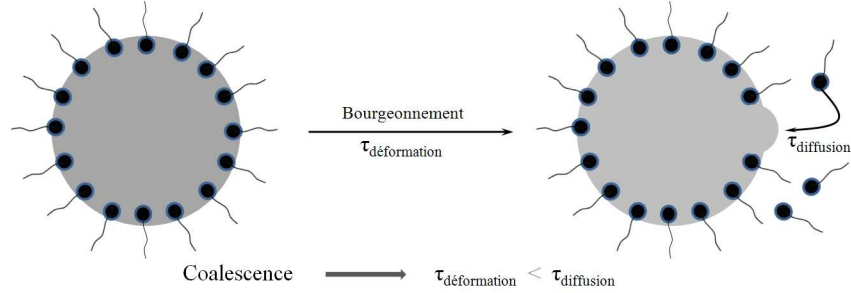 Bourgeonnement
τdéformation
τdiffusion
Coalescence τdéformation < τdiffusion